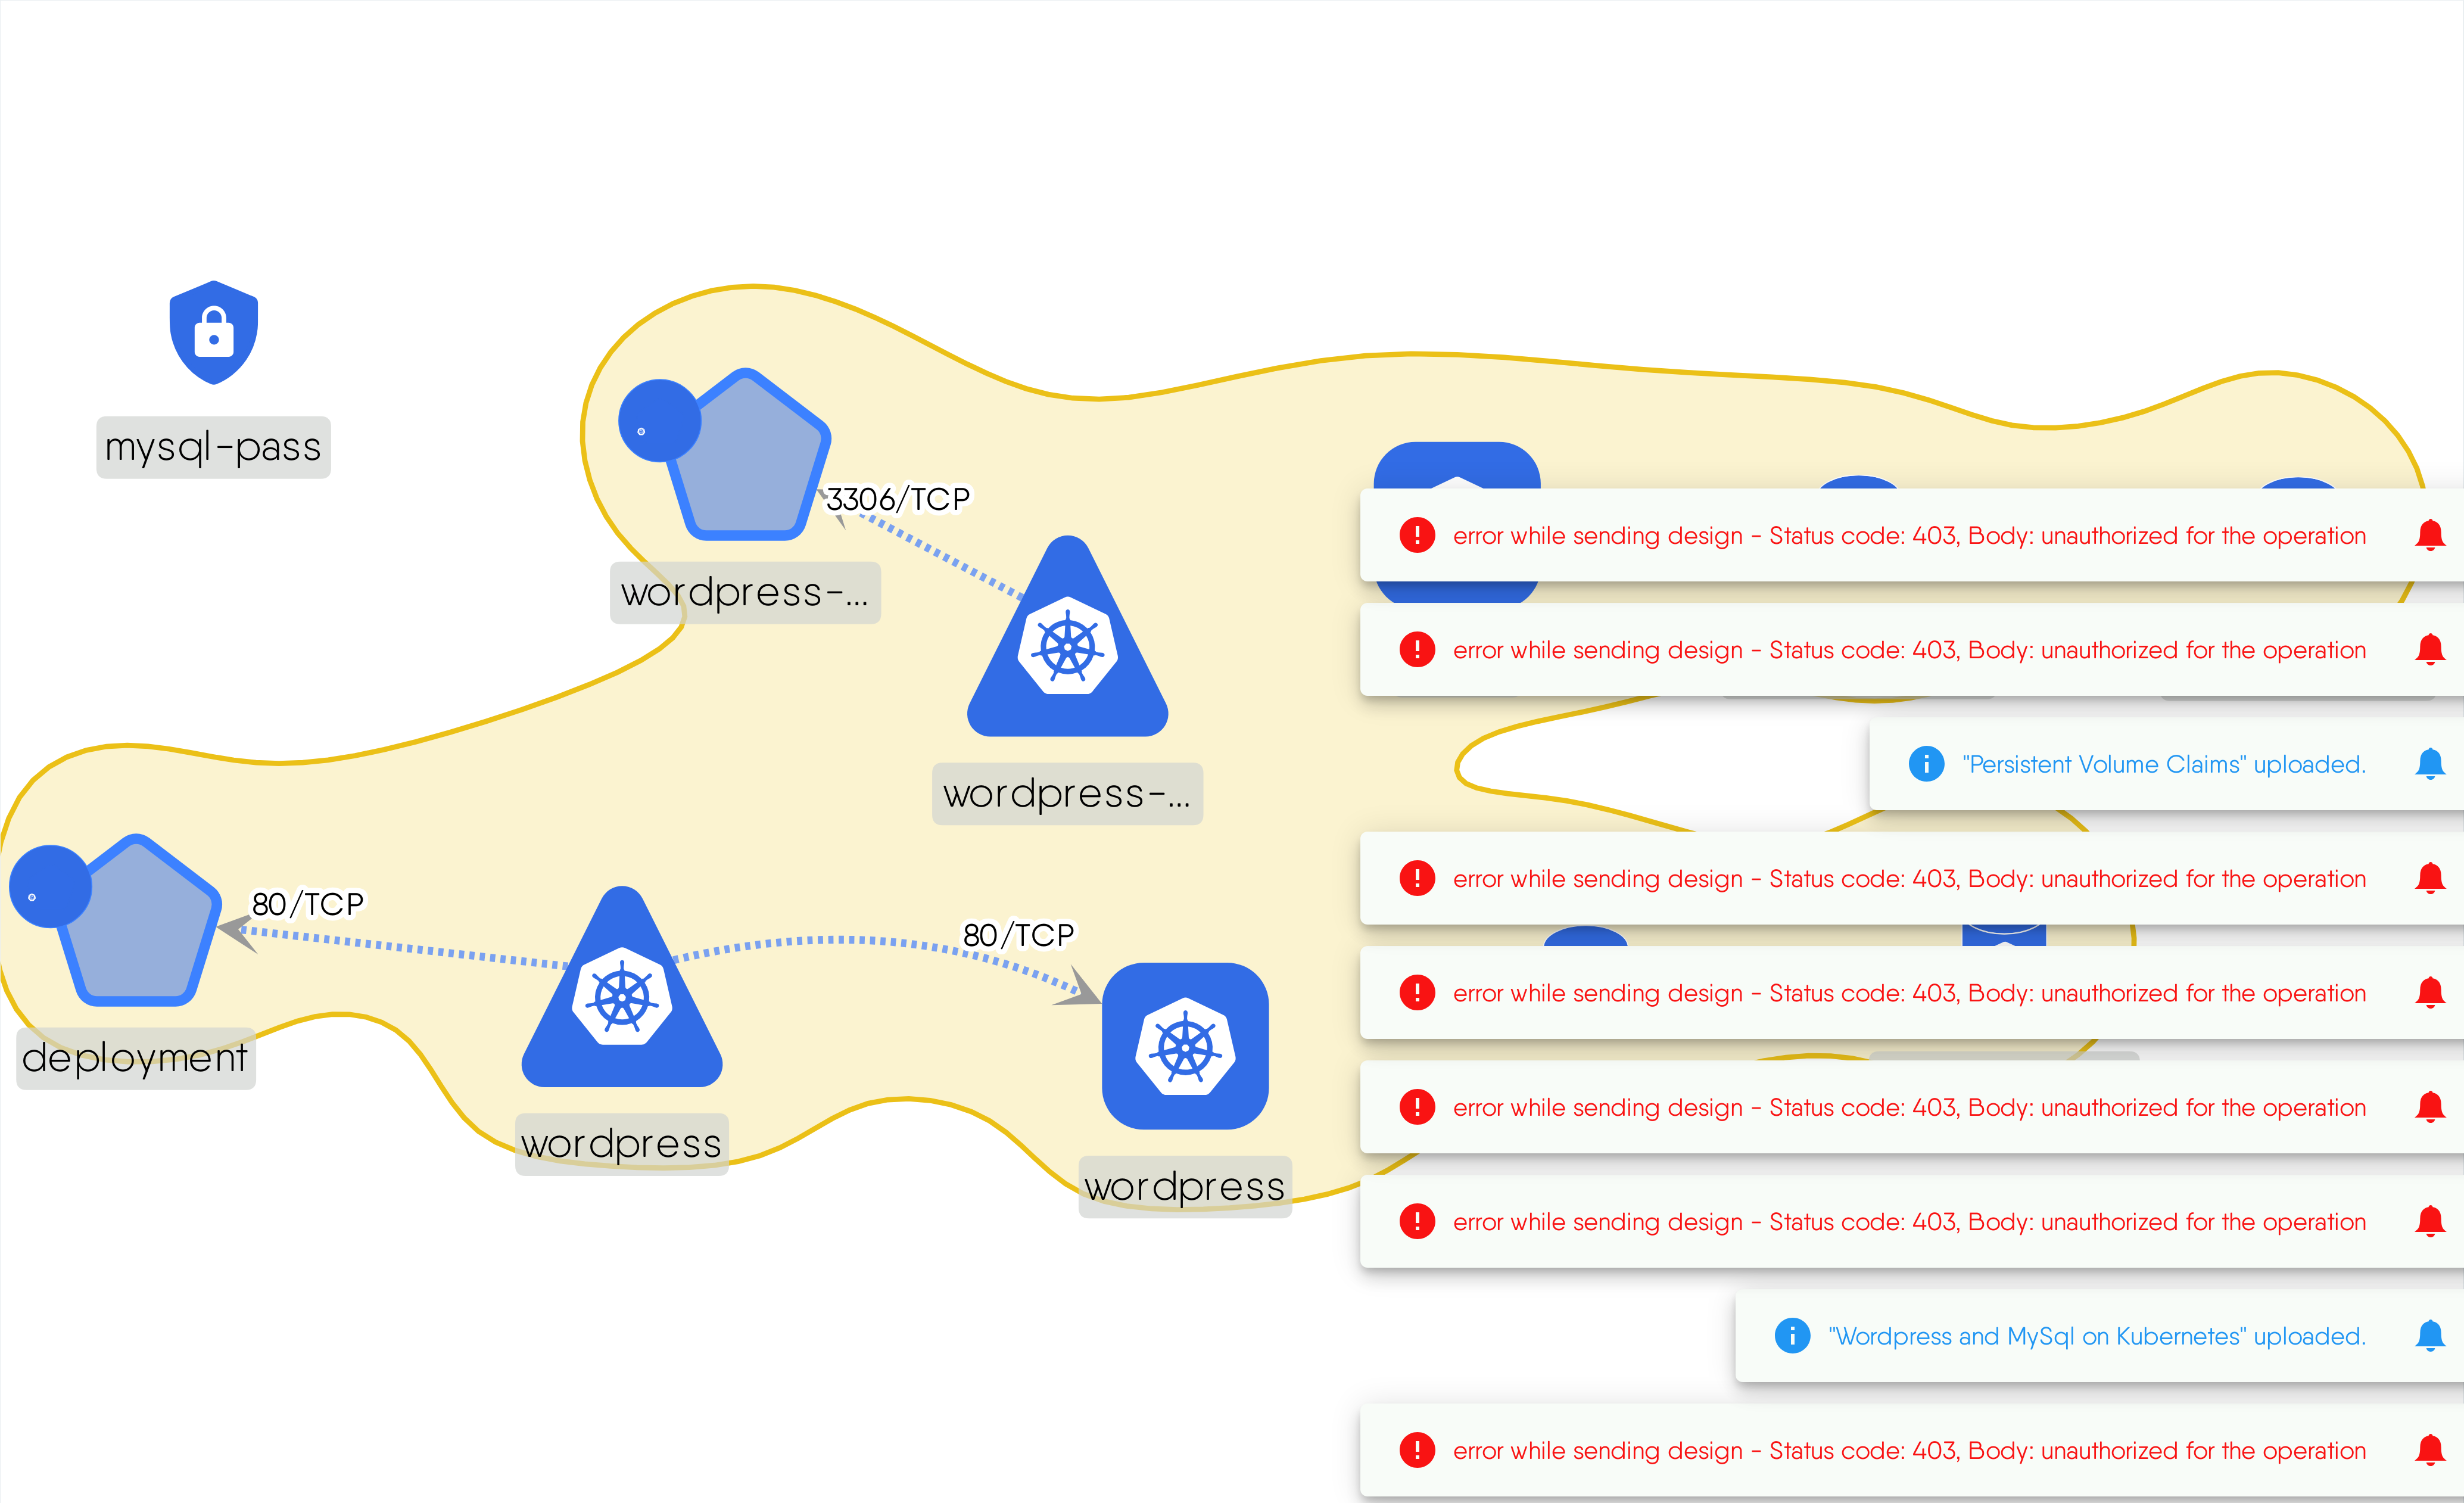 mysql-pass
3306/TCP
wordpress-...
wordpress-...
80/TCP
deployment
wordpress
80/TCP
wordpress
error while sending design - Status code: 403, Body: unauthorized for the operation
error while sending design - Status code: 403, Body: unauthorized for the operation
"Persistent Volume Claims" uploaded.
error while sending design - Status code: 403, Body: unauthorized for the operation
error while sending design - Status code: 403, Body: unauthorized for the operation
error while sending design - Status code: 403, Body: unauthorized for the operation
error while sending design - Status code: 403, Body: unauthorized for the operation
"Wordpress and MySql on Kubernetes" uploaded.
error while sending design - Status code: 403, Body: unauthorized for the operation